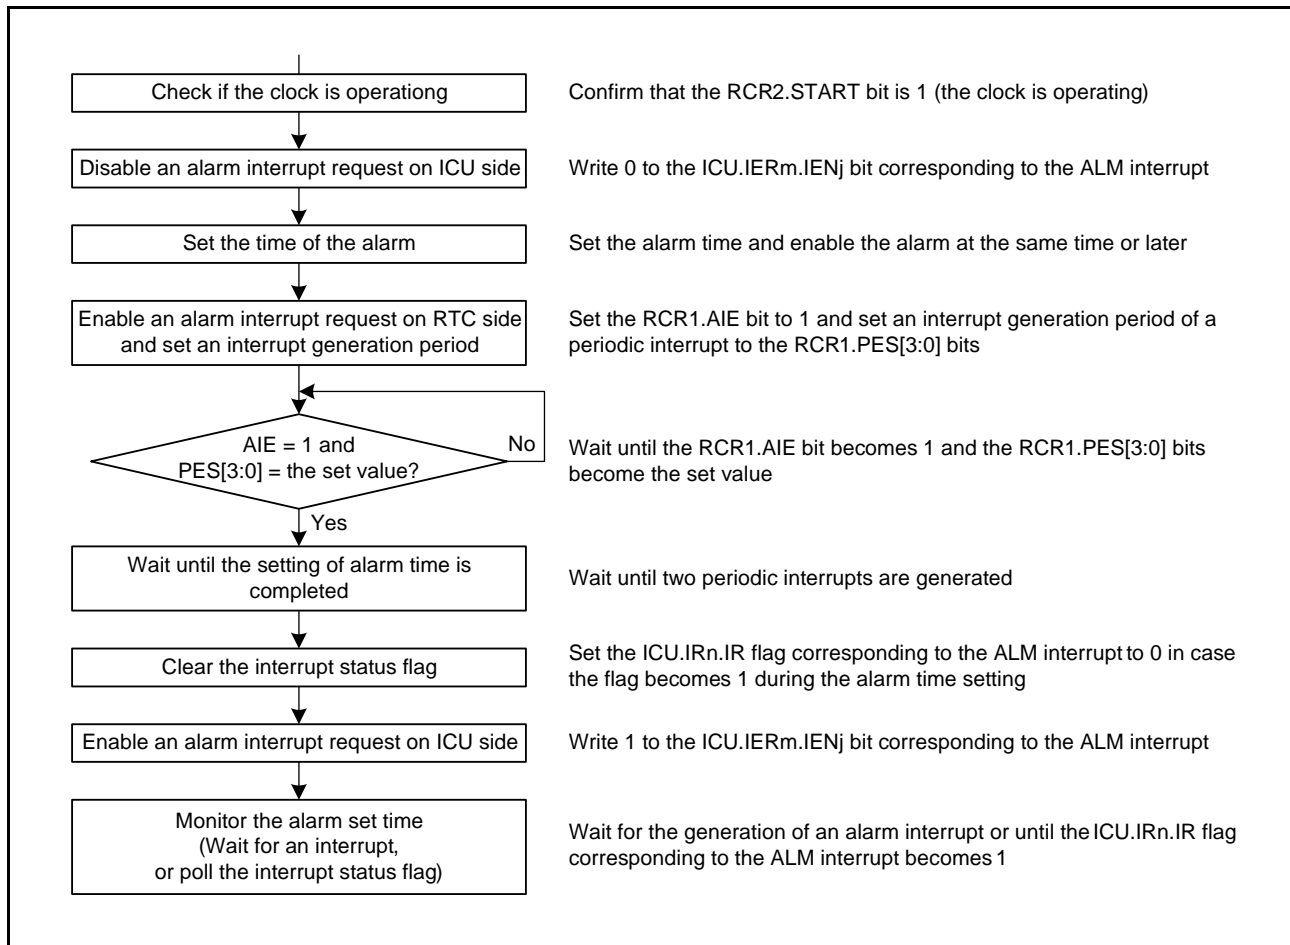 Check if the clock is operationg
Confirm that the RCR2.START bit is 1 (the clock is operating)
Disable an alarm interrupt request on ICU side
Write 0 to the ICU.IERm.IENj bit corresponding to the ALM interrupt
Set the time of the alarm
Set the alarm time and enable the alarm at the same time or later
Enable an alarm interrupt request on RTC side
and set an interrupt generation period
Set the RCR1.AIE bit to 1 and set an interrupt generation period of a
periodic interrupt to the RCR1.PES[3:0] bits
AIE = 1 and
PES[3:0] = the set value?
No
Wait until the RCR1.AIE bit becomes 1 and the RCR1.PES[3:0] bits
become the set value
Yes
Wait until the setting of alarm time is
completed
Wait until two periodic interrupts are generated
Clear the interrupt status flag
Set the ICU.IRn.IR flag corresponding to the ALM interrupt to 0 in case
the flag becomes 1 during the alarm time setting
Enable an alarm interrupt request on ICU side
Write 1 to the ICU.IERm.IENj bit corresponding to the ALM interrupt
Monitor the alarm set time
(Wait for an interrupt,
or poll the interrupt status flag)
Wait for the generation of an alarm interrupt or until the ICU.IRn.IR flag
corresponding to the ALM interrupt becomes 1